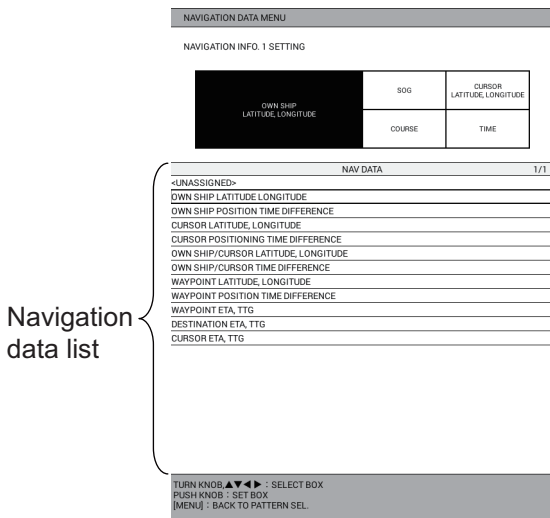 NAVIGATION DATA MENU
NAVIGATION INFO. 1 SETTING
OWN SHIP
LATITUDE, LONGITUDE
SOG
CURSOR
LATITUDE, LONGITUDE
COURSE
TIME
NAV DATA 1/1
<UNASSIGNED>
OWN SHIP LATITUDE LONGITUDE
OWN SHIP POSITION TIME DIFFERENCE
CURSOR LATITUDE, LONGITUDE
CURSOR POSITIONING TIME DIFFERENCE
OWN SHIP/CURSOR LATITUDE, LONGITUDE
OWN SHIP/CURSOR TIME DIFFERENCE
WAYPOINT LATITUDE, LONGITUDE
WAYPOINT POSITION TIME DIFFERENCE
WAYPOINT ETA, TTG
DESTINATION ETA, TTG
CURSOR ETA, TTG
Navigation
data list
TURN KNOB,▲▼◀ ▶ : SELECT BOX
PUSH KNOB : SET BOX
[MENU] : BACK TO PATTERN SEL.